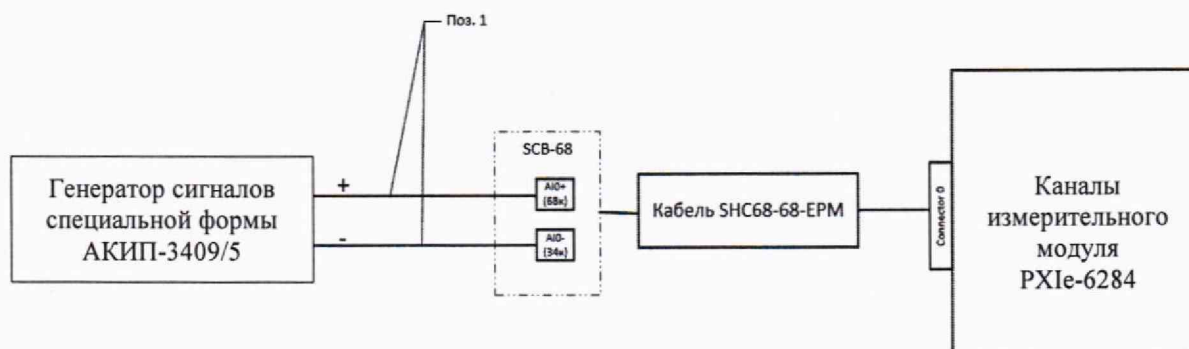 Поз. 1
SCB-68
Генератор сигналов
специальной формы
АКИП-3409/5
+
-
AI0+
(68к)
AI0-
(34к)
Кабель SHC68-68-EPM
Connector 0
Каналы
измерительного
модуля
PXIe-6284